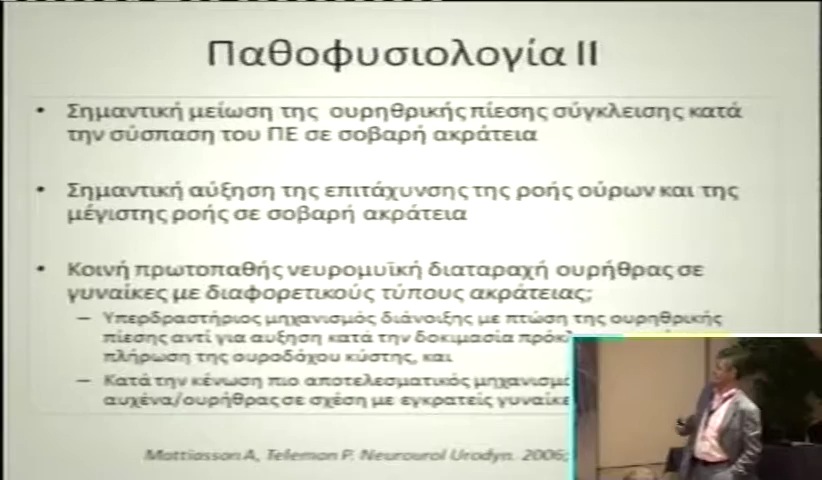 Παθοφυσιολογία ΙΙ
• Σημαντική μείωση της ουρηθρικής πίεσης σύγκλεισης κατά
την σύσπαση του ΠΕ σε σοβαρή ακράτεια
• Σημαντική αύξηση της επιτάχυνσης της ροής ούρων και της
μέγιστης ροής σε σοβαρή ακράτεια
• Κοινή πρωτοπαθής νευρομυϊκή διαταραχή ουρήθρας σε
γυναίκες με διαφορετικούς τύπους ακράτειας;
– Υπερδραστήριος μηχανισμός διάνοιξης με πτώση της ουρηθρικής
πίεσης αντί για αυξηση κατά την δοκιμασία
πλήρωση της ουροδόχου κύστης, και
– Κατά την κένωση πιο αποτελεσματικός
αυχένα/ουρήθρας σε σχέση με εγκρατείς
Mattiasson A, Teleman P. Neurourol Urodyn. 2006;